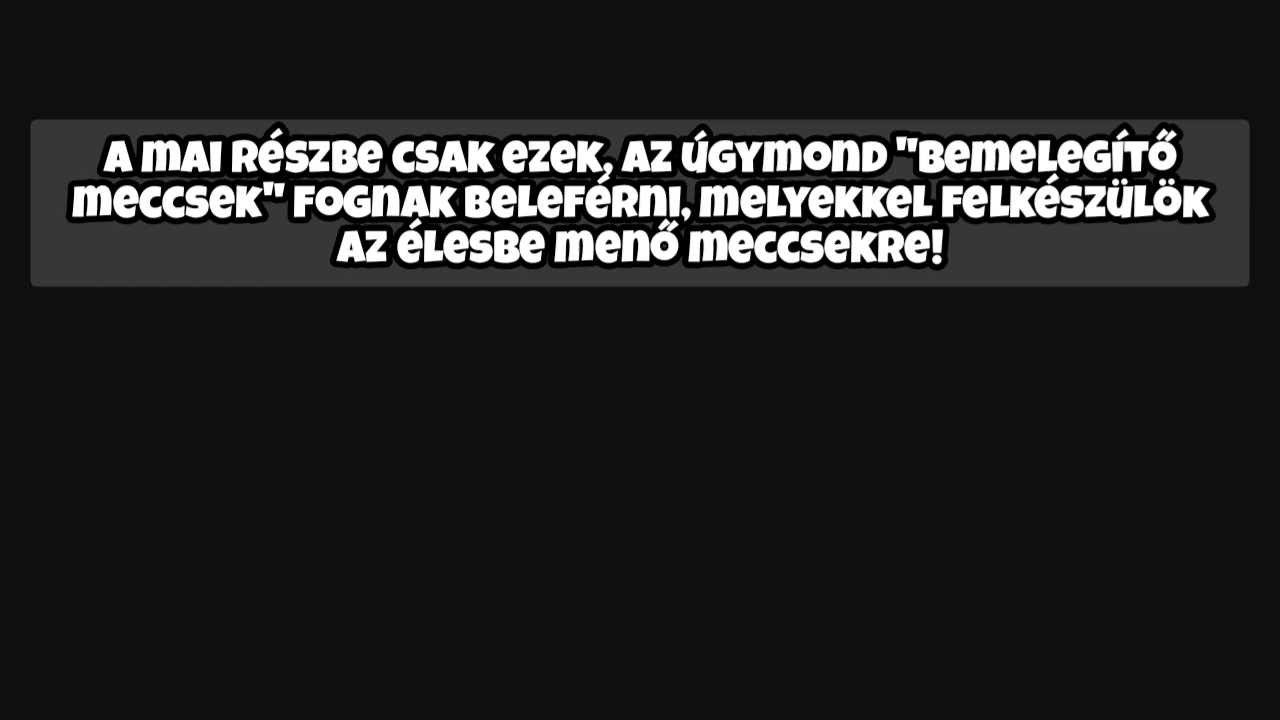 A mai részbe csak ezek, az úgymond "bemelegítő
meccsek" fognak beleférni, melyekkel felkészülök
az élesbe menő meccsekre!